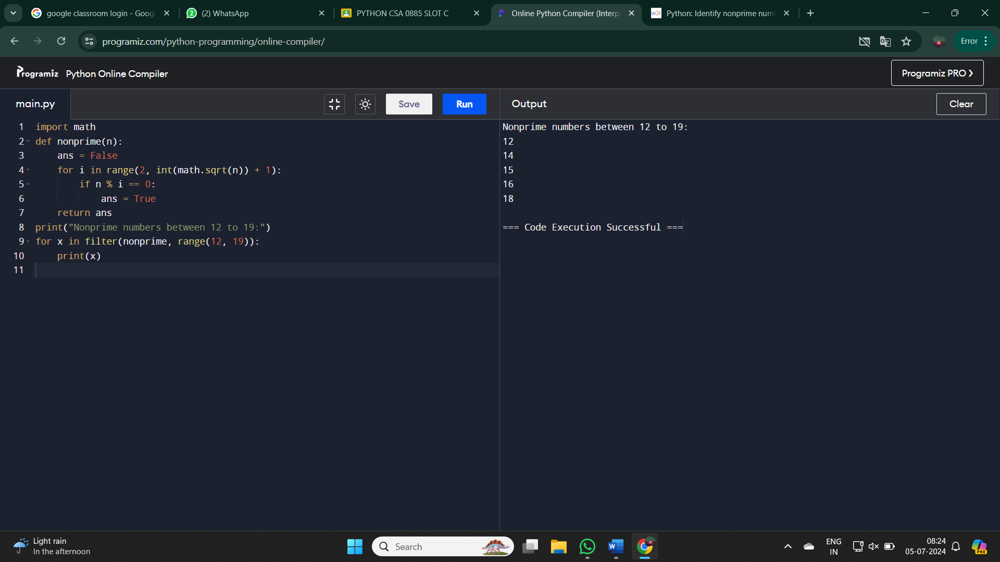 google classroom login - Goog
(2) WhatsApp
PYTHON CSA 0885 SLOT C
Online Python Compiler (Interp
w3r
Python: Identify nonprime num
programiz.com/python-programming/online-compiler/
Error
Programiz
Python Online Compiler
Programiz PRO
main.py
Save
Run
Output
Clear
1 import math
2 def nonprime(n):
3 ans = False
4 for i in range(2, int(math.sqrt(n)) + 1):
5 if n % i == 0:
6 ans = True
7 return ans
8 print("Nonprime numbers between 12 to 19:")
9 for x in filter(nonprime, range(12, 19)):
10 print(x)
11
Nonprime numbers between 12 to 19:
12
14
15
16
18
=== Code Execution Successful ===
Light rain
In the afternoon
Search
ENG
IN
08:24
05-07-2024
PRE